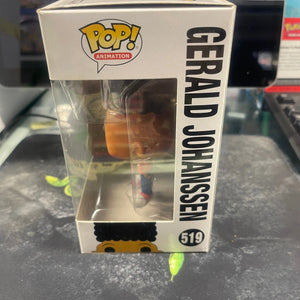 POP!
ANIMATION
GERALD JOHANSSEN
519